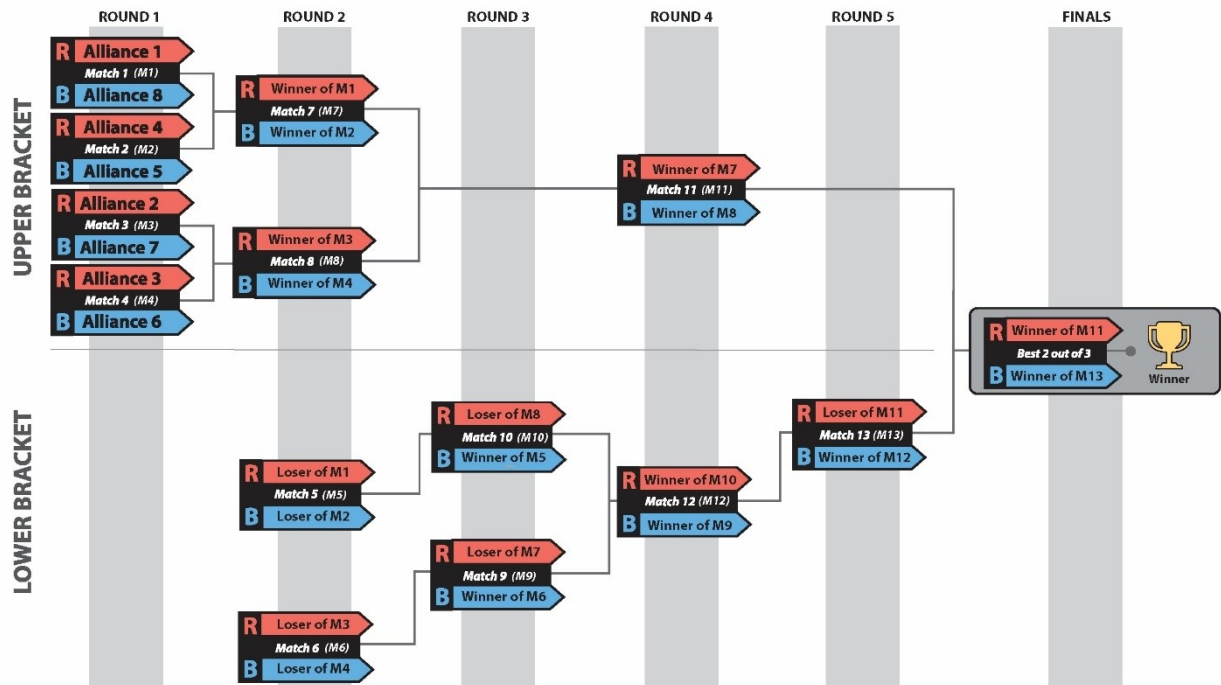 ROUND 1
ROUND 2
ROUND 3
ROUND 4
ROUND 5
FINALS
UPPER BRACKET
R Alliance 1
Match 1 (M1)
B Alliance 8
R Alliance 4
Match 2 (M2)
B Alliance 5
R Alliance 2
Match 3 (M3)
B Alliance 7
R Alliance 3
Match 4 (M4)
B Alliance 6
R Winner of M1
Match 7 (M7)
B Winner of M2
R Winner of M3
Match 8 (M8)
B Winner of M4
R Winner of M7
Match 11 (M11)
B Winner of M8
R Winner of M11
Best 2 out of 3
B Winner of M13
Winner
LOWER BRACKET
R Loser of M1
Match 5 (M5)
B Loser of M2
R Loser of M3
Match 6 (M6)
B Loser of M4
R Loser of M8
Match 10 (M10)
B Winner of M5
R Loser of M7
Match 9 (M9)
B Winner of M6
R Winner of M10
Match 12 (M12)
B Winner of M9
R Loser of M11
Match 13 (M13)
B Winner of M12